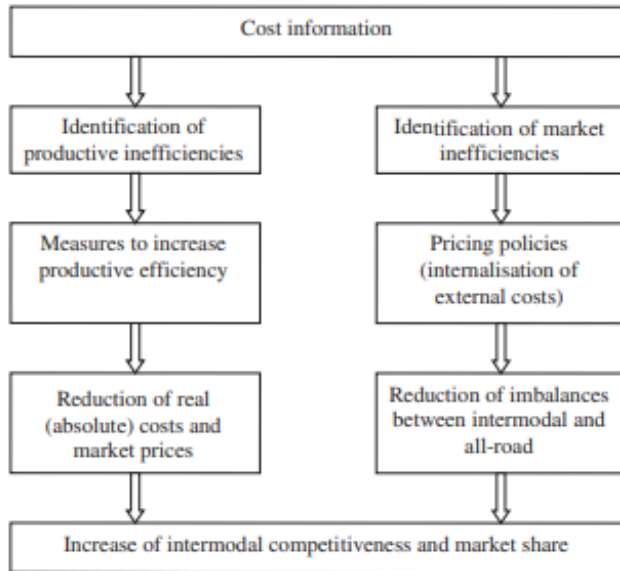 Cost information
Identification of
productive inefficiencies
Identification of market
inefficiencies
Measures to increase
productive efficiency
Pricing policies
(internalisation of
external costs)
Reduction of real
(absolute) costs and
market prices
Reduction of imbalances
between intermodal and
all-road
Increase of intermodal competitiveness and market share